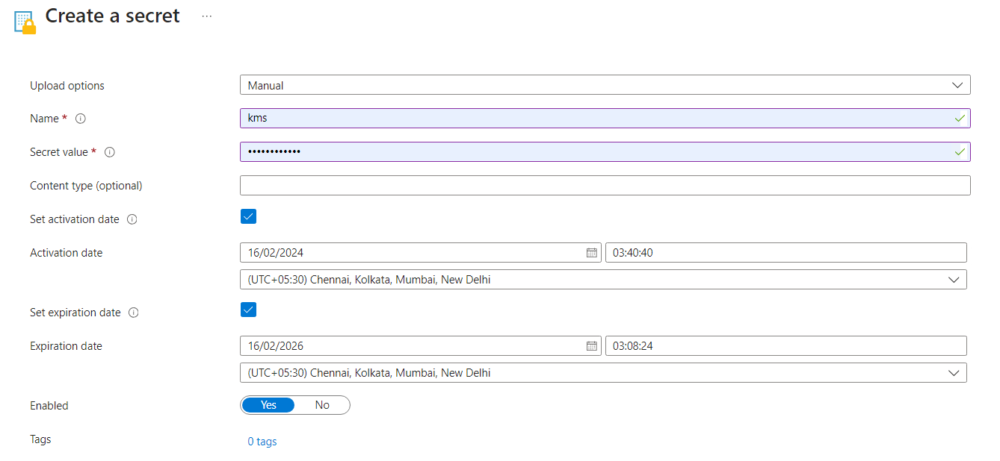 Create a secret ...
Upload options Manual
Name * kms
Secret value * ••••••••••••
Content type (optional)
Set activation date
Activation date 16/02/2024 03:40:40
(UTC+05:30) Chennai, Kolkata, Mumbai, New Delhi
Set expiration date
Expiration date 16/02/2026 03:08:24
(UTC+05:30) Chennai, Kolkata, Mumbai, New Delhi
Enabled Yes No
Tags 0 tags